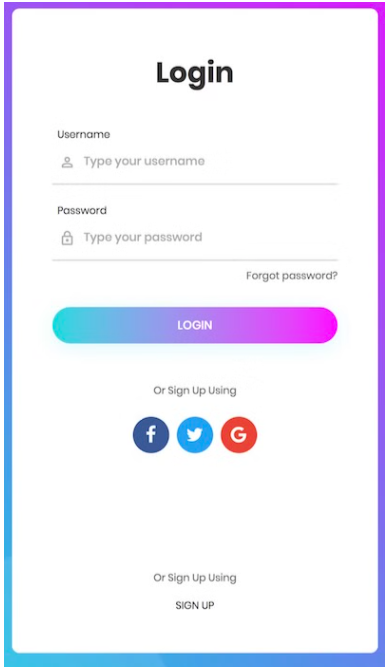 Login
Username
Type your username
Password
Type your password
Forgot password?
LOGIN
Or Sign Up Using
Or Sign Up Using
SIGN UP